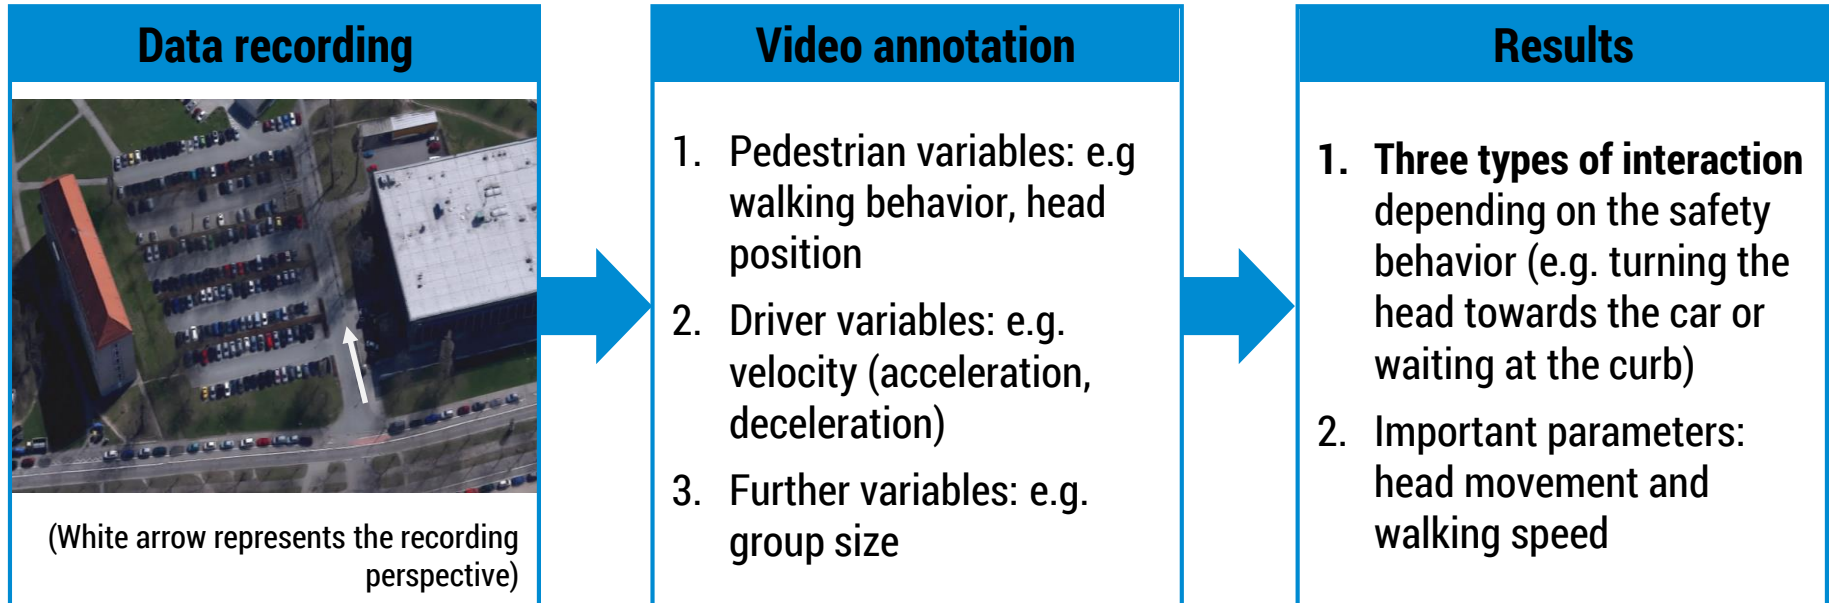 Data recording
(White arrow represents the recording
perspective)
Video annotation
1. Pedestrian variables: e.g
walking behavior, head
position
2. Driver variables: e.g.
velocity (acceleration,
deceleration)
3. Further variables: e.g.
group size
Results
1. Three types of interaction
depending on the safety
behavior (e.g. turning the
head towards the car or
waiting at the curb)
2. Important parameters:
head movement and
walking speed